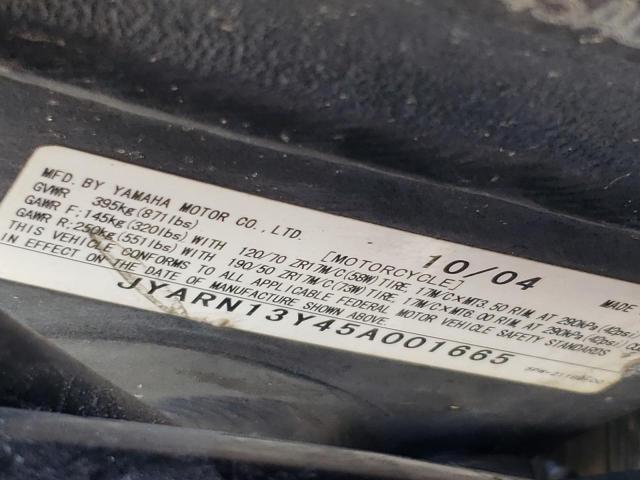 MFD. BY YAMAHA MOTOR CO., LTD. 10/04 MADE
GVWR 395kg(871lbs) [MOTORCYCLE]
GAWR F:145kg(320lbs) WITH 120/70 ZR17M/C(58W)TIRE 17M/C×MT3.50 RIM, AT 290kPa(42psi)
GAWR R:250kg(551lbs) WITH 190/50 ZR17M/C(73W)TIRE 17M/C×MT6.00 RIM, AT 290kPa(42psi) CO
THIS VEHICLE CONFORMS TO ALL APPLICABLE FEDERAL MOTOR VEHICLE SAFETY STANDARDS
IN EFFECT ON THE DATE OF MANUFACTURE SHOWN ABOVE.
JYARN13Y45A001665